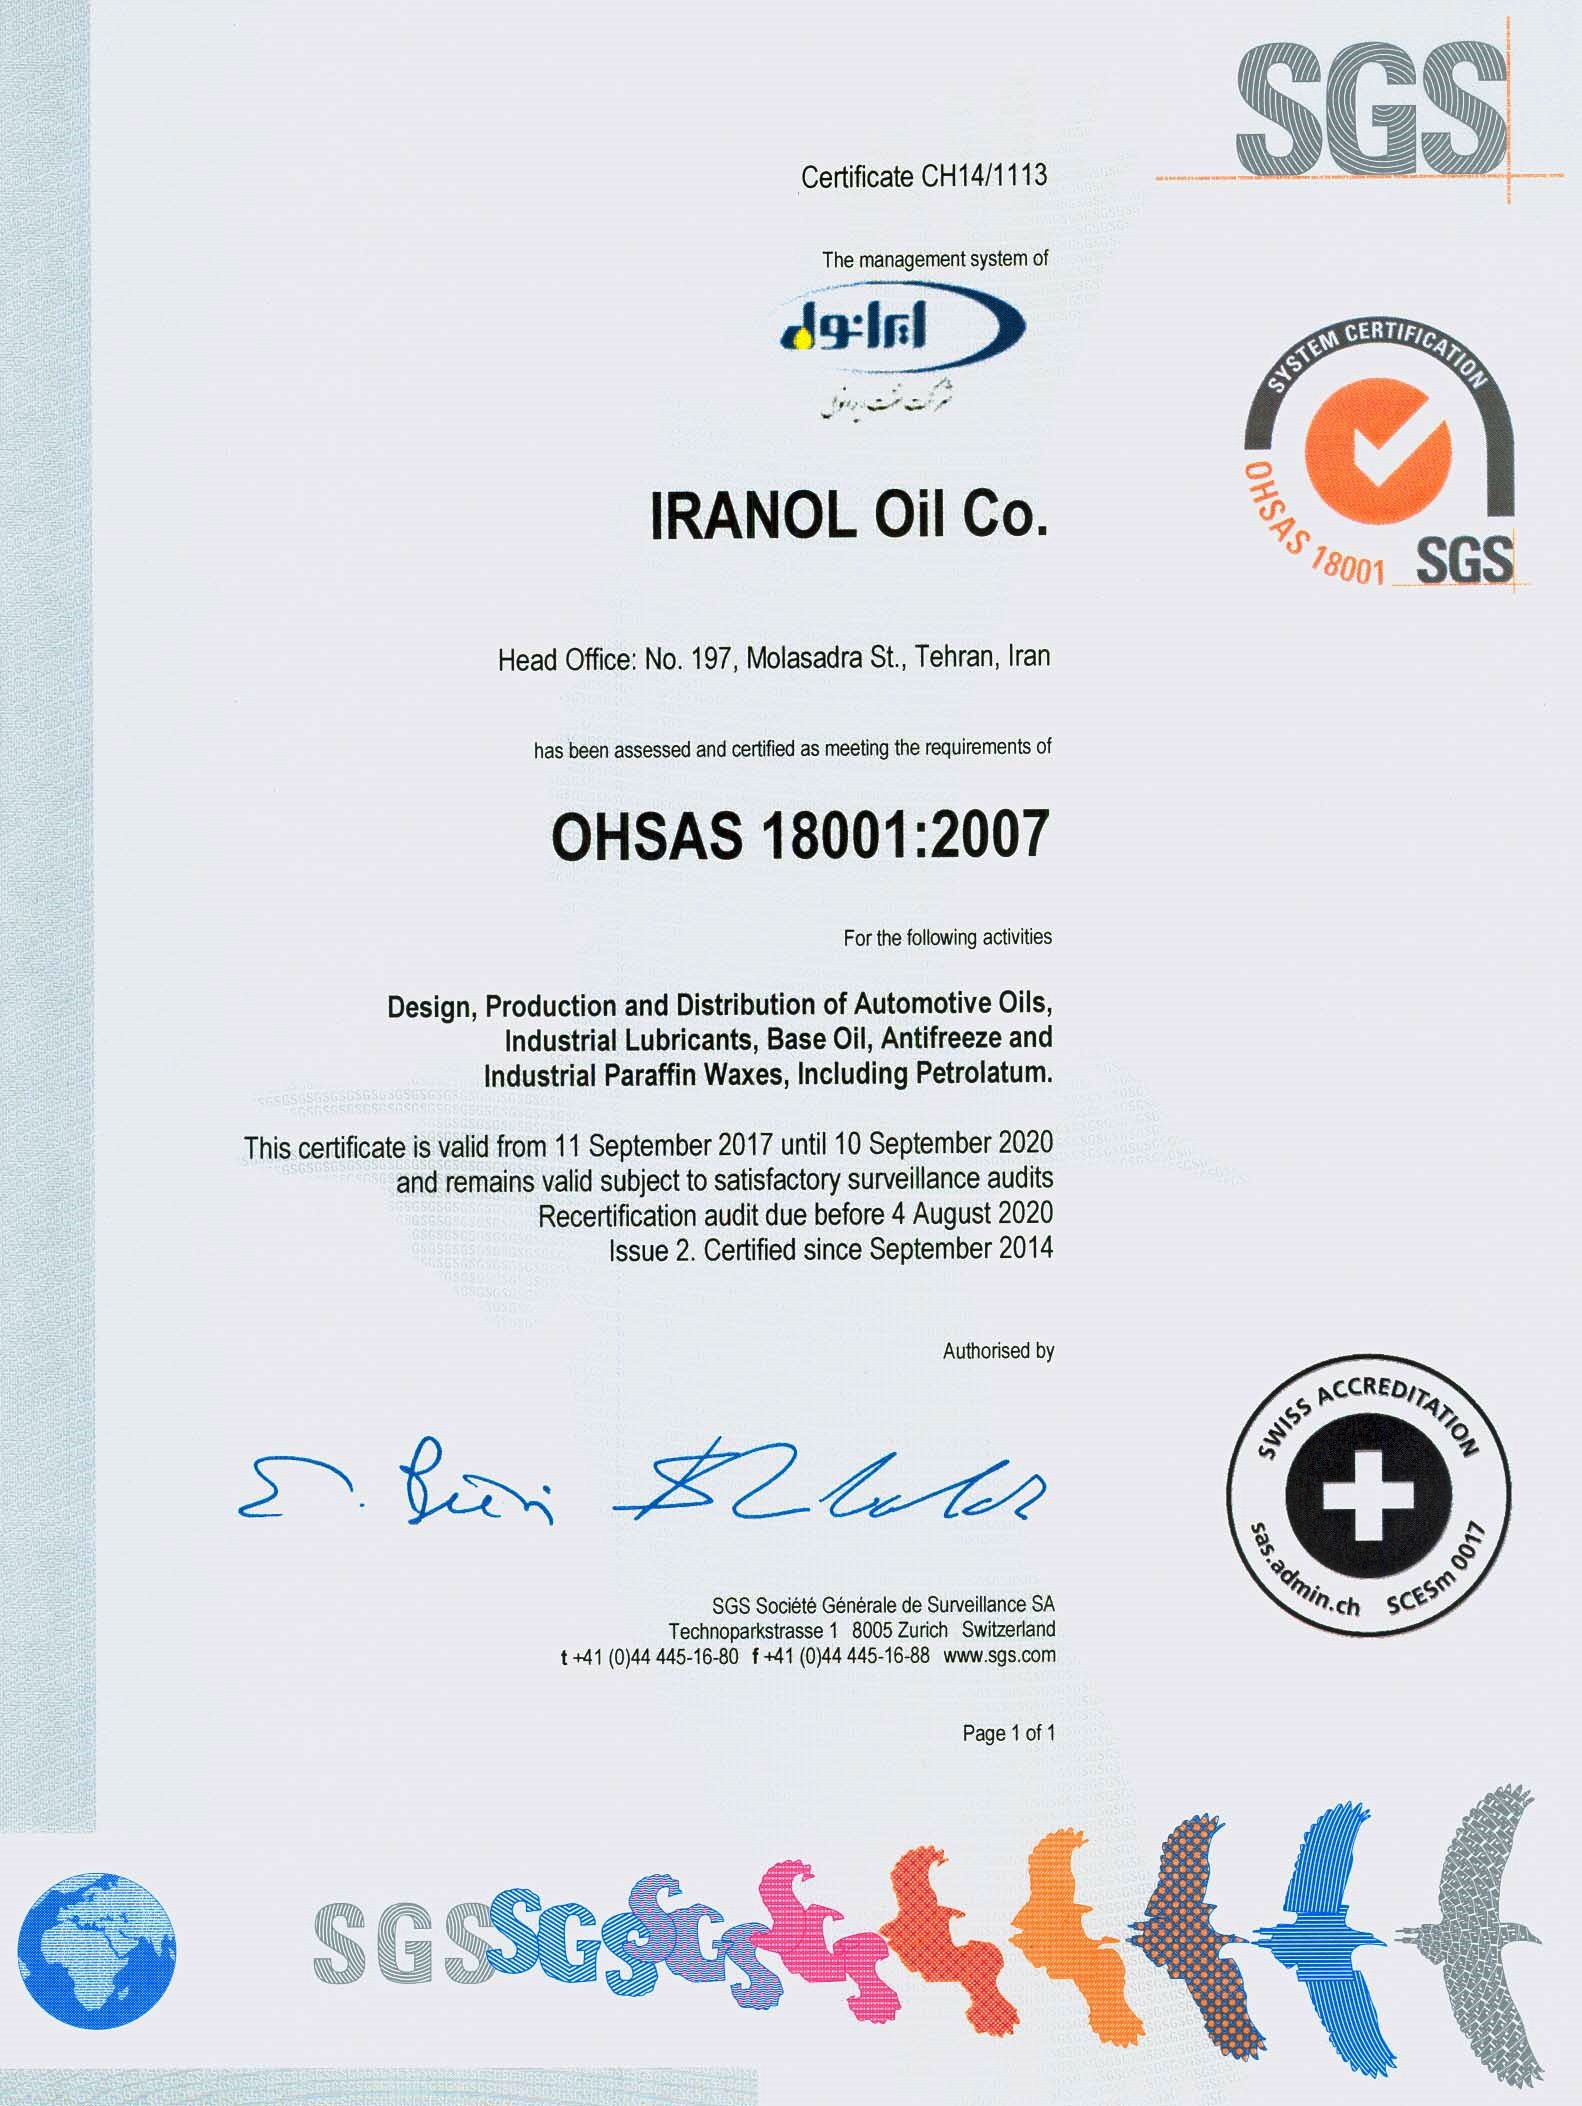 SGS
Certificate CH14/1113
The management system of
ایرانول
شرکت نفت ایرانول
SYSTEM CERTIFICATION
OHSAS 18001 SGS
IRANOL Oil Co.
Head Office: No. 197, Molasadra St., Tehran, Iran
has been assessed and certified as meeting the requirements of
OHSAS 18001:2007
For the following activities
Design, Production and Distribution of Automotive Oils,
Industrial Lubricants, Base Oil, Antifreeze and
Industrial Paraffin Waxes, Including Petrolatum.
This certificate is valid from 11 September 2017 until 10 September 2020
and remains valid subject to satisfactory surveillance audits
Recertification audit due before 4 August 2020
Issue 2. Certified since September 2014
Authorised by
SWISS ACCREDITATION
sas.admin.ch SCESm 0017
SGS Société Générale de Surveillance SA
Technoparkstrasse 1 8005 Zurich Switzerland
t +41 (0)44 445-16-80 f +41 (0)44 445-16-88 www.sgs.com
Page 1 of 1
SGS SGS SGS